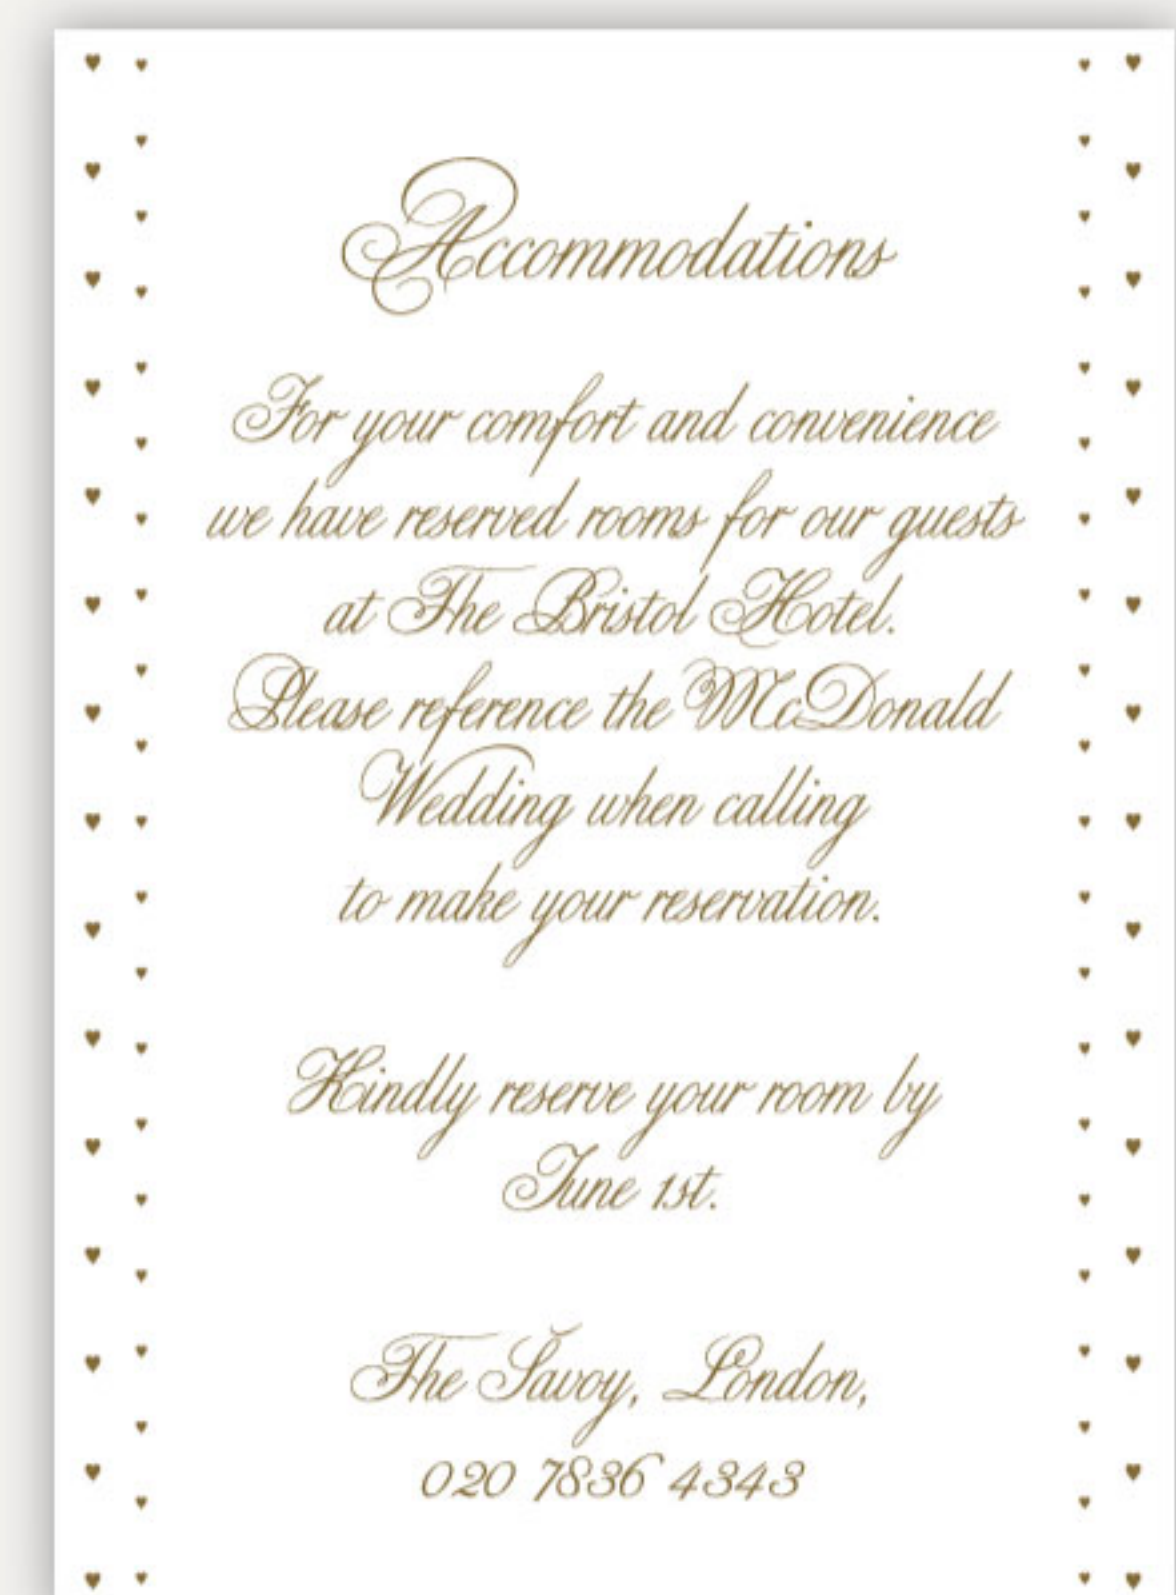 Accommodations
For your comfort and convenience
we have reserved rooms for our guests
at The Bristol Hotel.
Please reference the McDonald
Wedding when calling
to make your reservation.
Kindly reserve your room by
June 1st.
The Savoy, London,
020 7836 4343